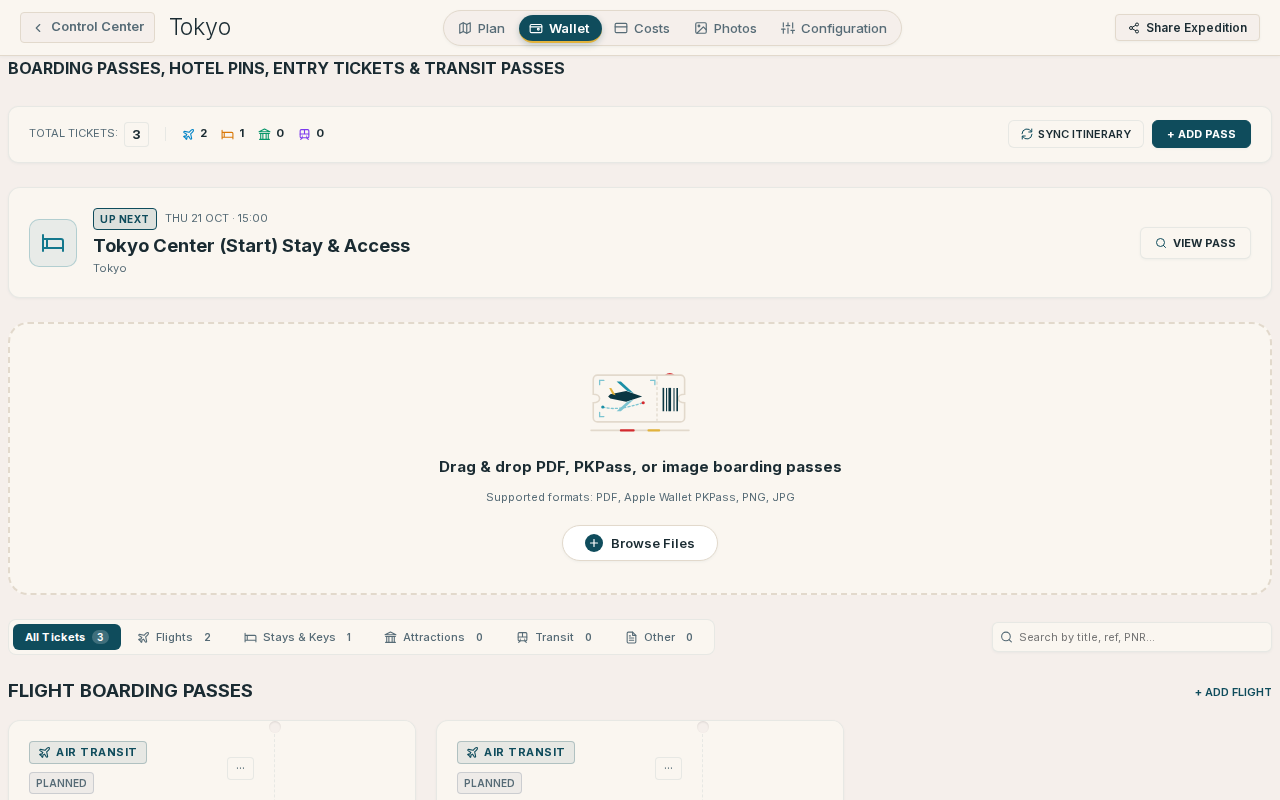 Control Center
Tokyo
Plan
Wallet
Costs
Photos
Configuration
Share Expedition
BOARDING PASSES, HOTEL PINS, ENTRY TICKETS & TRANSIT PASSES
TOTAL TICKETS: 3
2
1
0
0
SYNC ITINERARY
+ ADD PASS
UP NEXT
THU 21 OCT · 15:00
Tokyo Center (Start) Stay & Access
Tokyo
VIEW PASS
Drag & drop PDF, PKPass, or image boarding passes
Supported formats: PDF, Apple Wallet PKPass, PNG, JPG
Browse Files
All Tickets 3
Flights 2
Stays & Keys 1
Attractions 0
Transit 0
Other 0
Search by title, ref, PNR...
FLIGHT BOARDING PASSES
+ ADD FLIGHT
AIR TRANSIT
PLANNED
...
AIR TRANSIT
PLANNED
...